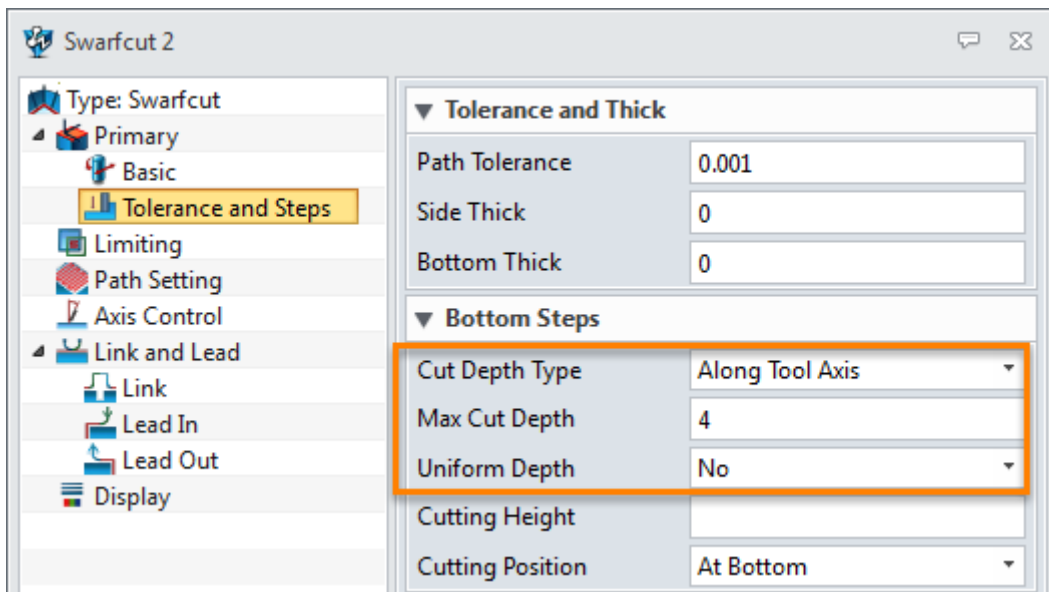 Swarfcut 2
Type: Swarfcut
Primary
Basic
Tolerance and Steps
Limiting
Path Setting
Axis Control
Link and Lead
Link
Lead In
Lead Out
Display
Tolerance and Thick
Path Tolerance 0.001
Side Thick 0
Bottom Thick 0
Bottom Steps
Cut Depth Type Along Tool Axis
Max Cut Depth 4
Uniform Depth No
Cutting Height
Cutting Position At Bottom